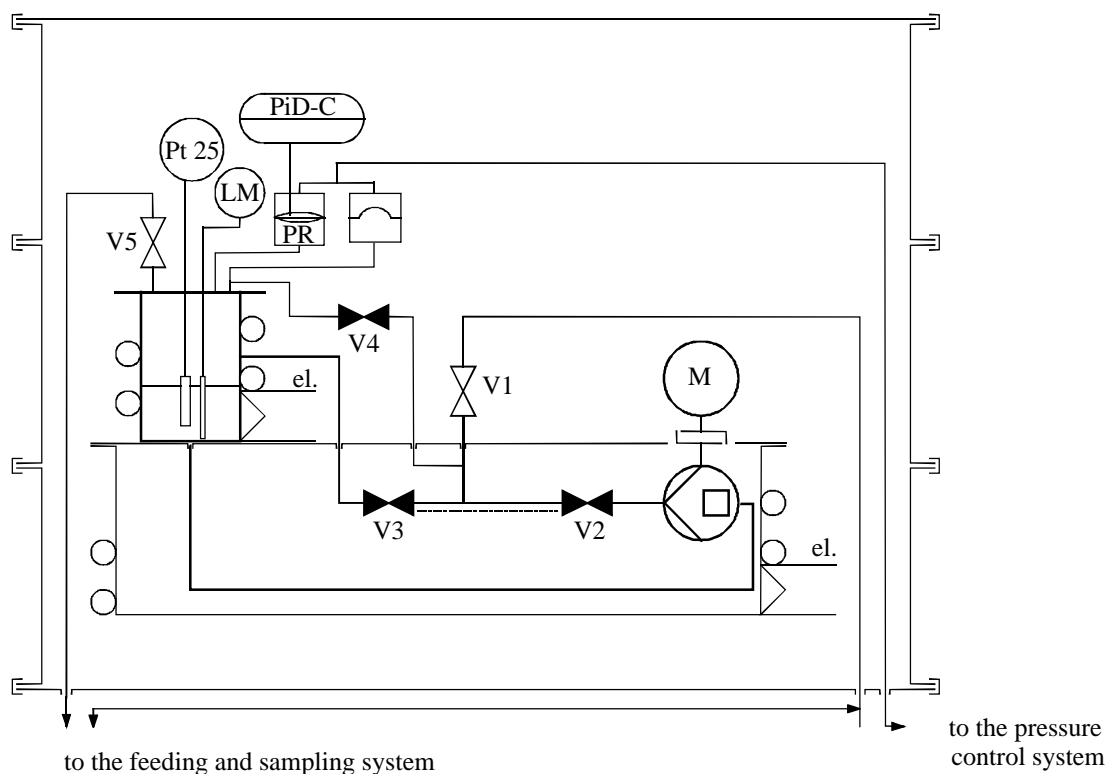 PiD-C
Pt 25
LM
PR
V5
V4
V1
M
el.
V3
V2
el.
to the feeding and sampling system
to the pressure
control system